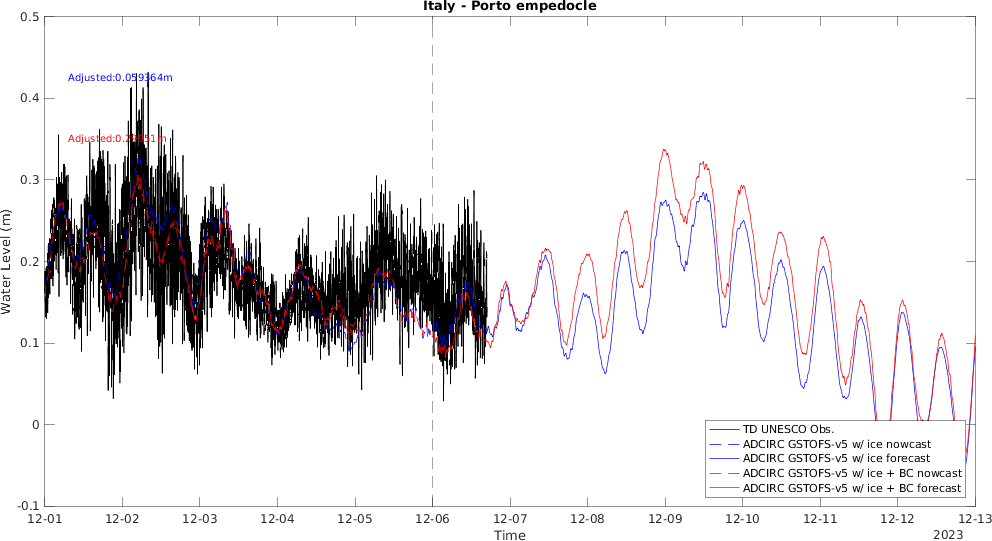 Italy - Porto empedocle
0.5
0.4
0.3
0.2
0.1
0
-0.1
Water Level (m)
Adjusted:0.059364m
12-01 12-02 12-03 12-04 12-05 12-06 12-07 12-08 12-09 12-10 12-11 12-12 12-13
Time
2023
TD UNESCO Obs.
ADCIRC GSTOFS-v5 w/ ice nowcast
ADCIRC GSTOFS-v5 w/ ice forecast
ADCIRC GSTOFS-v5 w/ ice + BC nowcast
ADCIRC GSTOFS-v5 w/ ice + BC forecast